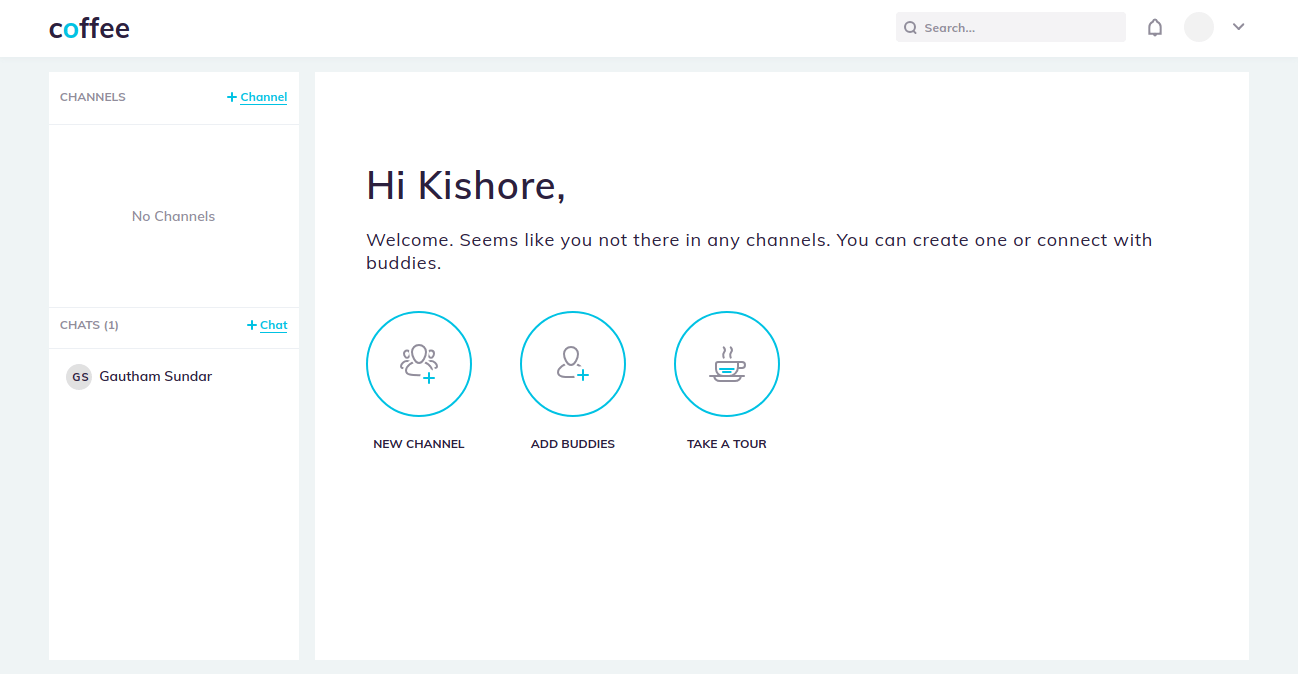 coffee
Search...
CHANNELS
+ Channel
No Channels
CHATS (1)
+ Chat
GS Gautham Sundar
Hi Kishore,
Welcome. Seems like you not there in any channels. You can create one or connect with
buddies.
NEW CHANNEL
ADD BUDDIES
TAKE A TOUR